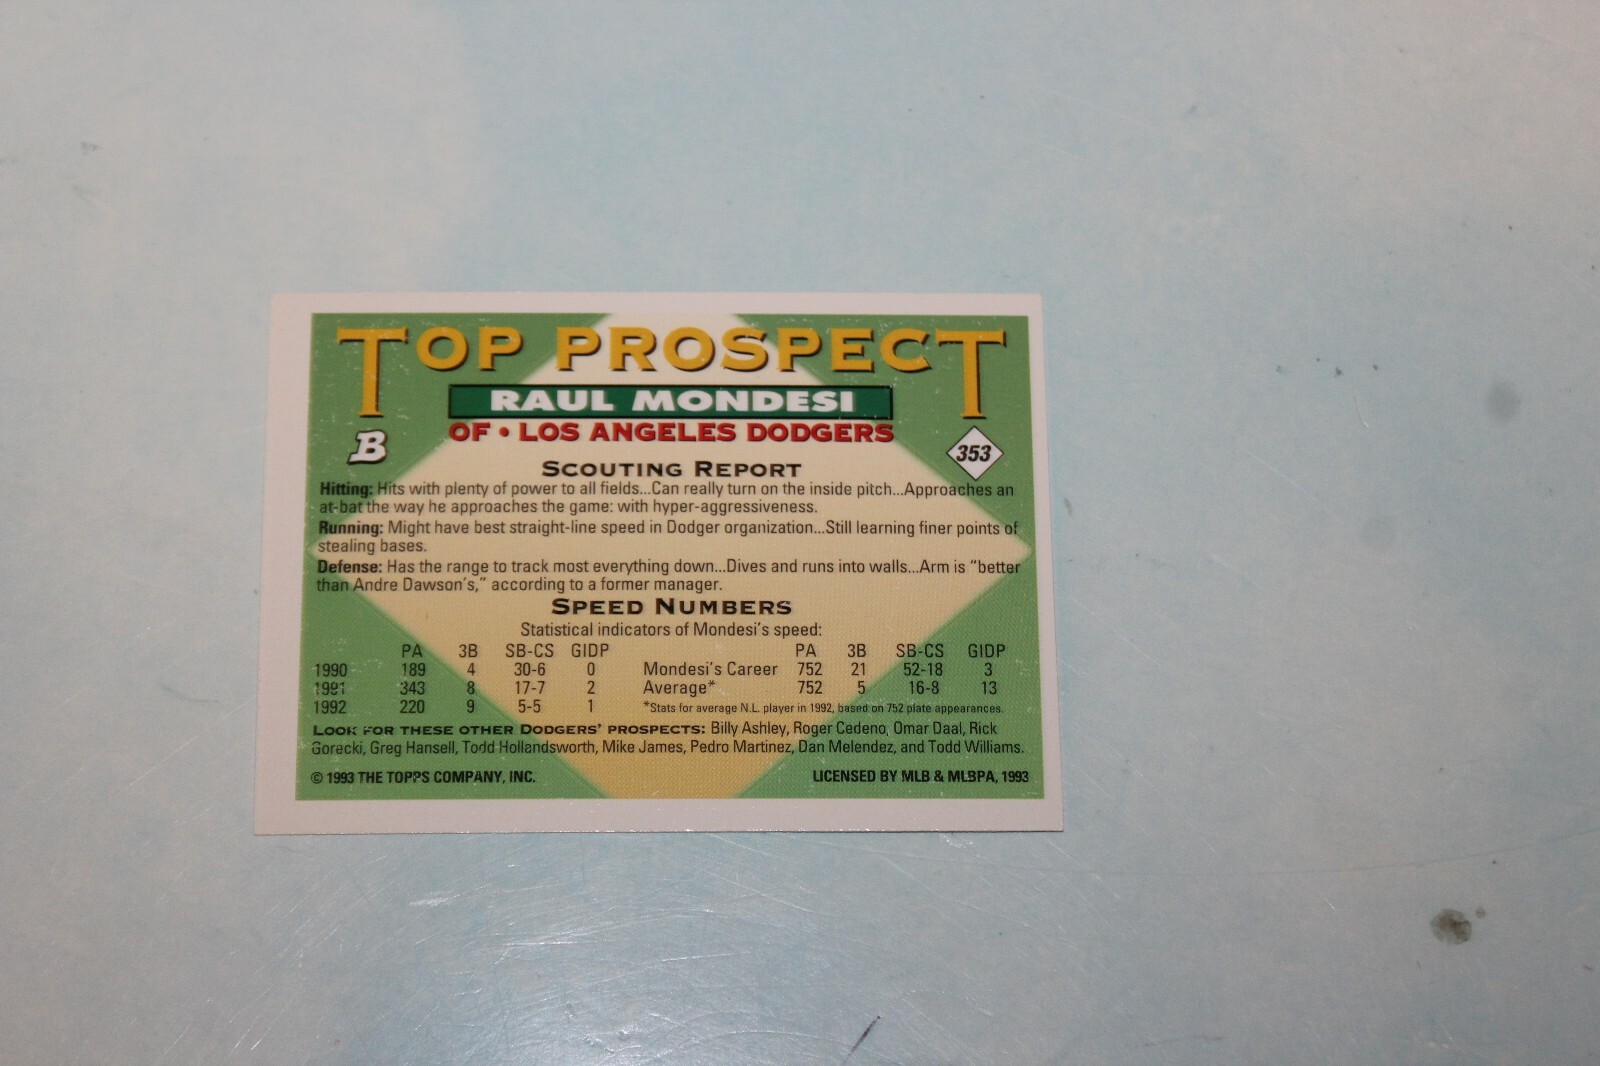 TOP PROSPECT
RAUL MONDESI
B
OF • LOS ANGELES DODGERS
353
SCOUTING REPORT
Hitting: Hits with plenty of power to all fields...Can really turn on the inside pitch...Approaches an
at-bat the way he approaches the game: with hyper-aggressiveness.
Running: Might have best straight-line speed in Dodger organization...Still learning finer points of
stealing bases.
Defense: Has the range to track most everything down...Dives and runs into walls...Arm is "better
than Andre Dawson's," according to a former manager.
SPEED NUMBERS
Statistical indicators of Mondesi's speed:
PA 3B SB-CS GIDP PA 3B SB-CS GIDP
1990 189 4 30-6 0 Mondesi's Career 752 21 52-18 3
1991 343 8 17-7 2 Average* 752 5 16-8 13
1992 220 9 5-5 1 *Stats for average N.L. player in 1992, based on 752 plate appearances.
LOOK FOR THESE OTHER DODGERS' PROSPECTS: Billy Ashley, Roger Cedeno, Omar Daal, Rick
Gorecki, Greg Hansell, Todd Hollandsworth, Mike James, Pedro Martinez, Dan Melendez, and Todd Williams.
© 1993 THE TOPPS COMPANY, INC. LICENSED BY MLB & MLBPA, 1993